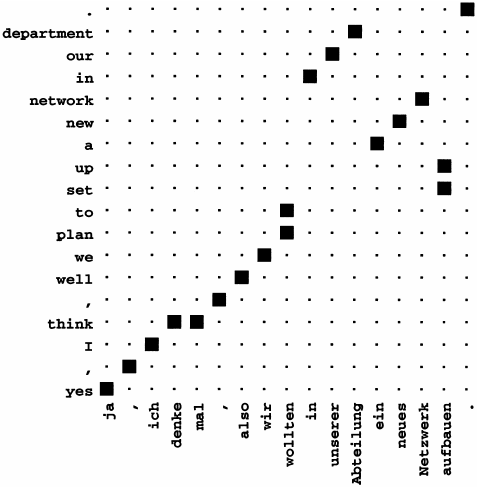 .
department
our
in
network
new
a
up
set
to
plan
we
well
,
think
I
,
yes
ja
,
ich
denke
mal
,
also
wir
wollten
in
unserer
Abteilung
ein
neues
Netzwerk
aufbauen
.